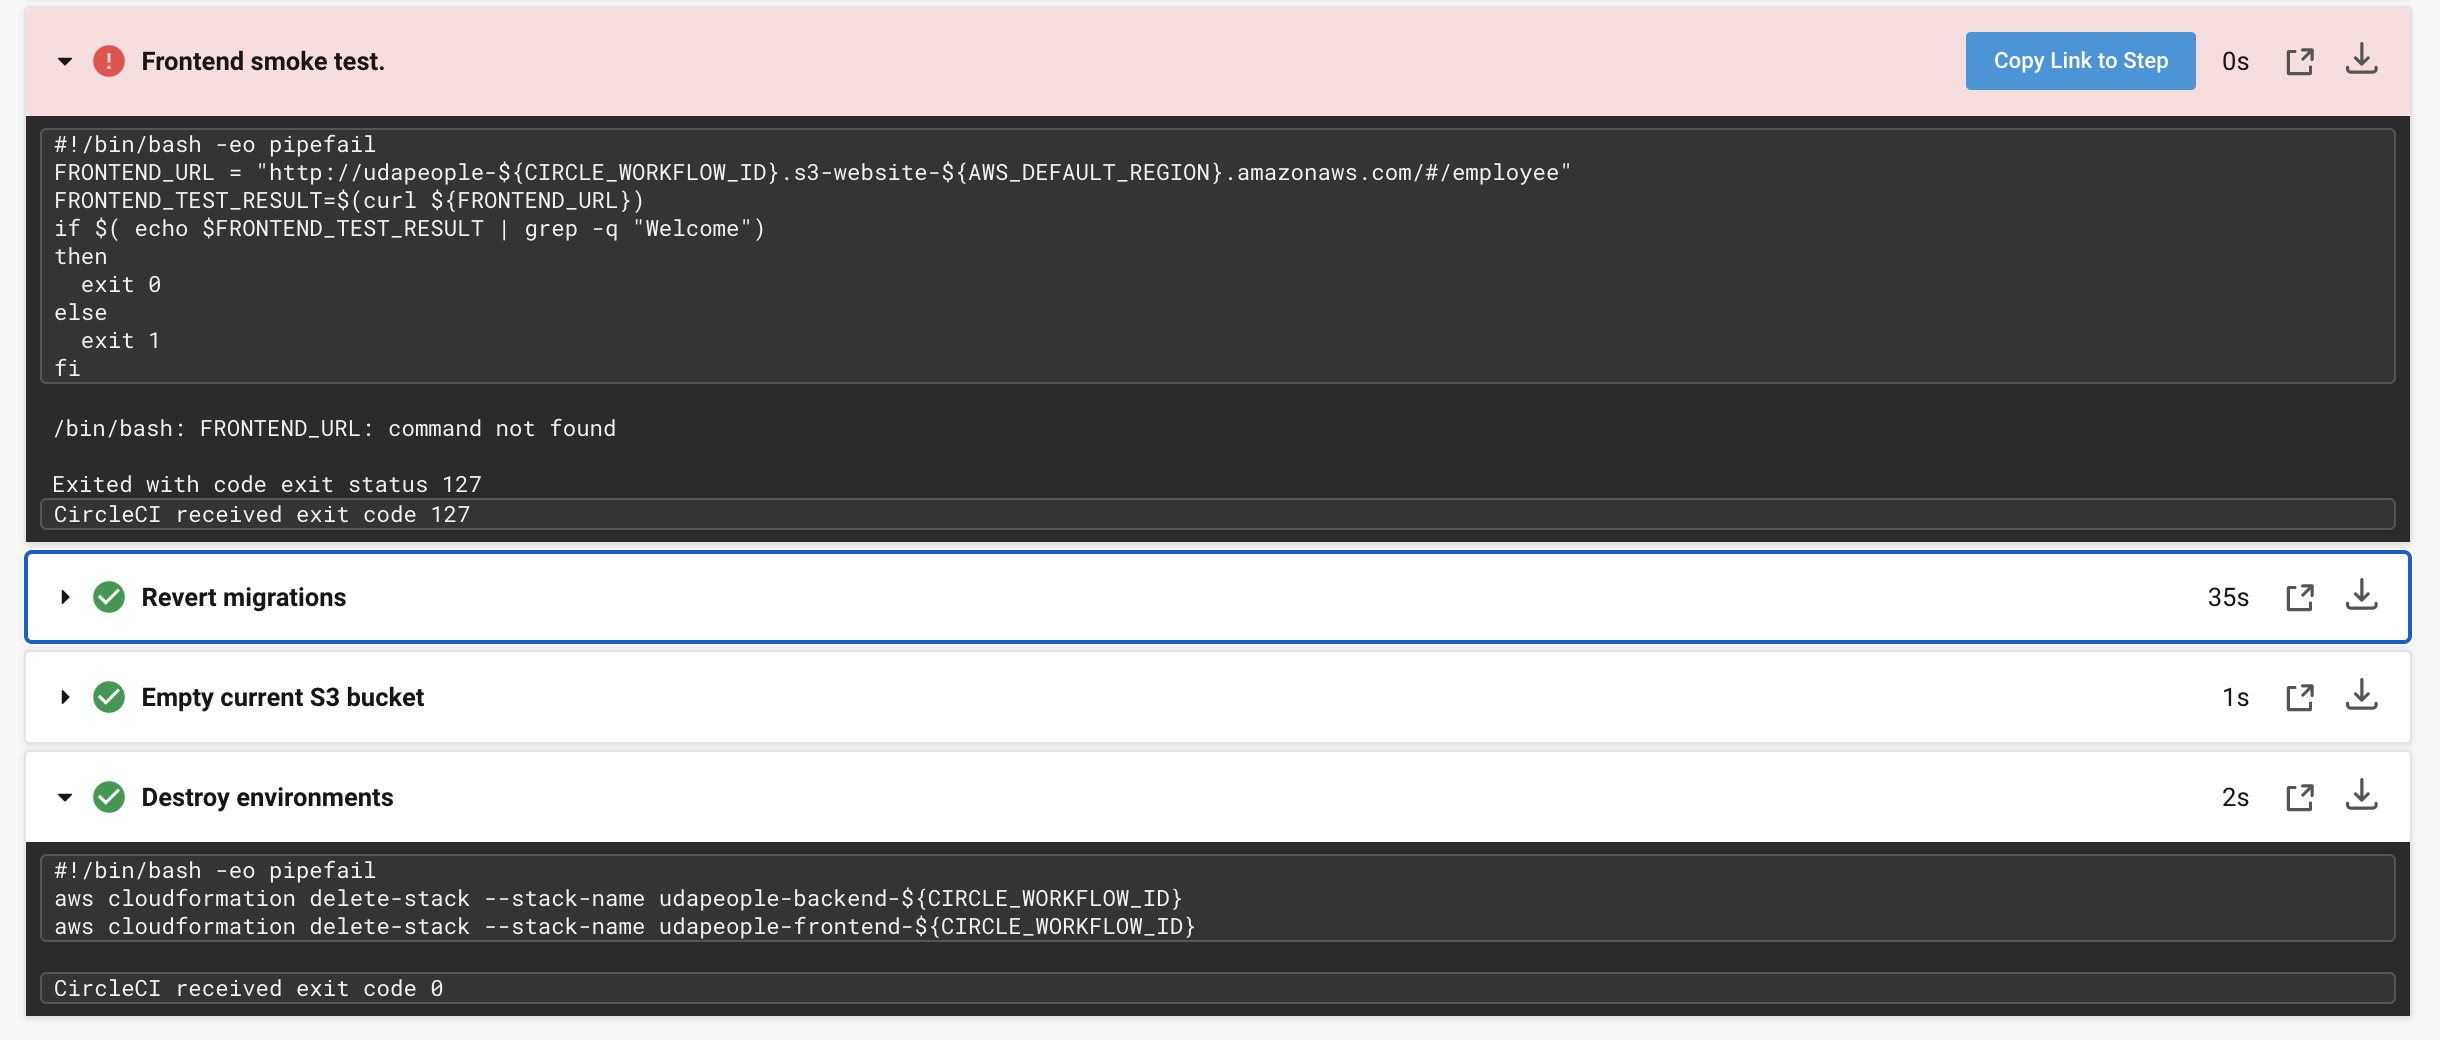 Frontend smoke test.
Copy Link to Step
0s
#!/bin/bash -eo pipefail
FRONTEND_URL = "http://udapeople-${CIRCLE_WORKFLOW_ID}.s3-website-${AWS_DEFAULT_REGION}.amazonaws.com/#/employee"
FRONTEND_TEST_RESULT=$(curl ${FRONTEND_URL})
if $( echo $FRONTEND_TEST_RESULT | grep -q "Welcome")
then
  exit 0
else
  exit 1
fi
/bin/bash: FRONTEND_URL: command not found
Exited with code exit status 127
CircleCI received exit code 127
Revert migrations
35s
Empty current S3 bucket
1s
Destroy environments
2s
#!/bin/bash -eo pipefail
aws cloudformation delete-stack --stack-name udapeople-backend-${CIRCLE_WORKFLOW_ID}
aws cloudformation delete-stack --stack-name udapeople-frontend-${CIRCLE_WORKFLOW_ID}
CircleCI received exit code 0